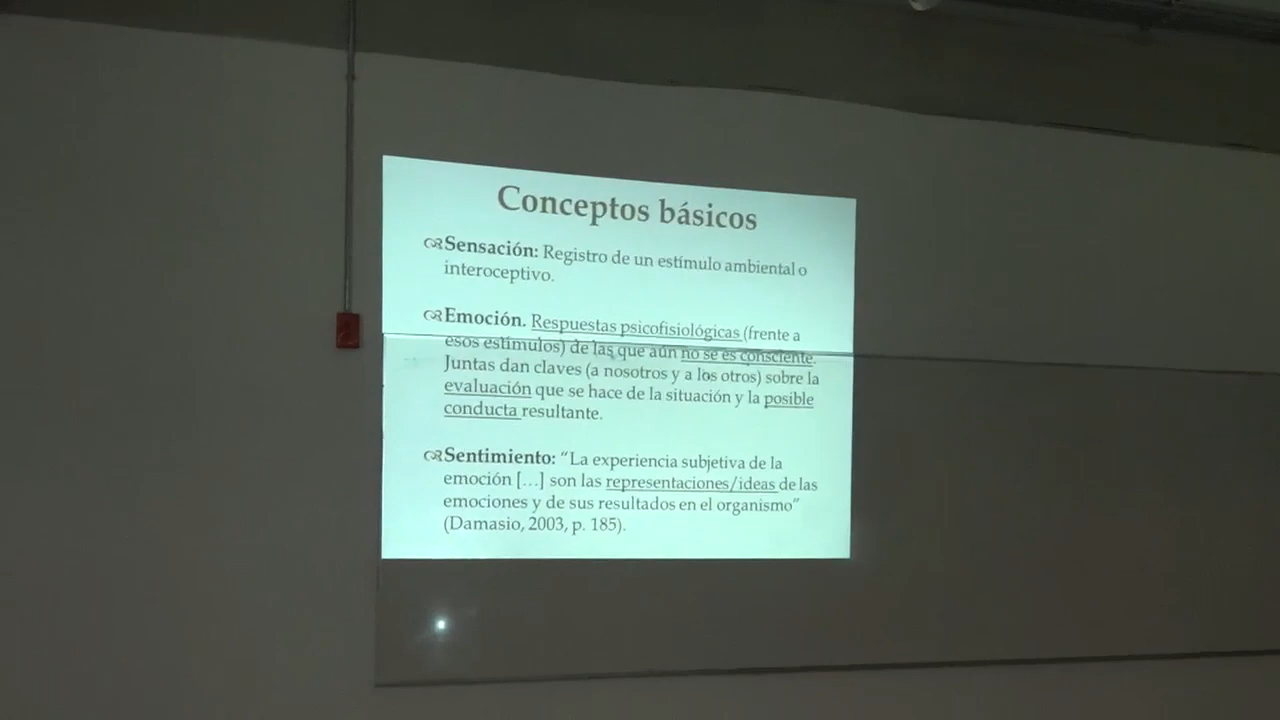 Conceptos básicos
Sensación: Registro de un estímulo ambiental o
interoceptivo.
Emoción. Respuestas psicofisiológicas (frente a
esos estímulos) de las que aún no se es consciente.
Juntas dan claves (a nosotros y a los otros) sobre la
evaluación que se hace de la situación y la posible
conducta resultante.
Sentimiento: “La experiencia subjetiva de la
emoción […] son las representaciones/ideas de las
emociones y de sus resultados en el organismo”
(Damasio, 2003, p. 185).